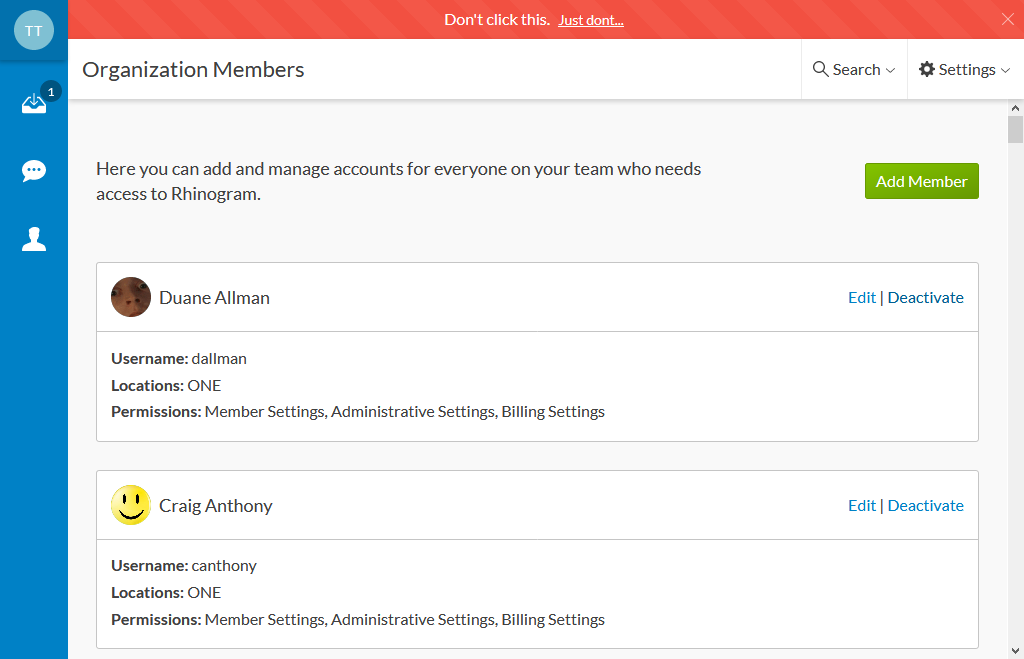 TT
Don't click this. Just dont...
1
Organization Members
Search
Settings
Here you can add and manage accounts for everyone on your team who needs
access to Rhinogram.
Add Member
Duane Allman
Edit | Deactivate
Username: dallman
Locations: ONE
Permissions: Member Settings, Administrative Settings, Billing Settings
Craig Anthony
Edit | Deactivate
Username: canthony
Locations: ONE
Permissions: Member Settings, Administrative Settings, Billing Settings